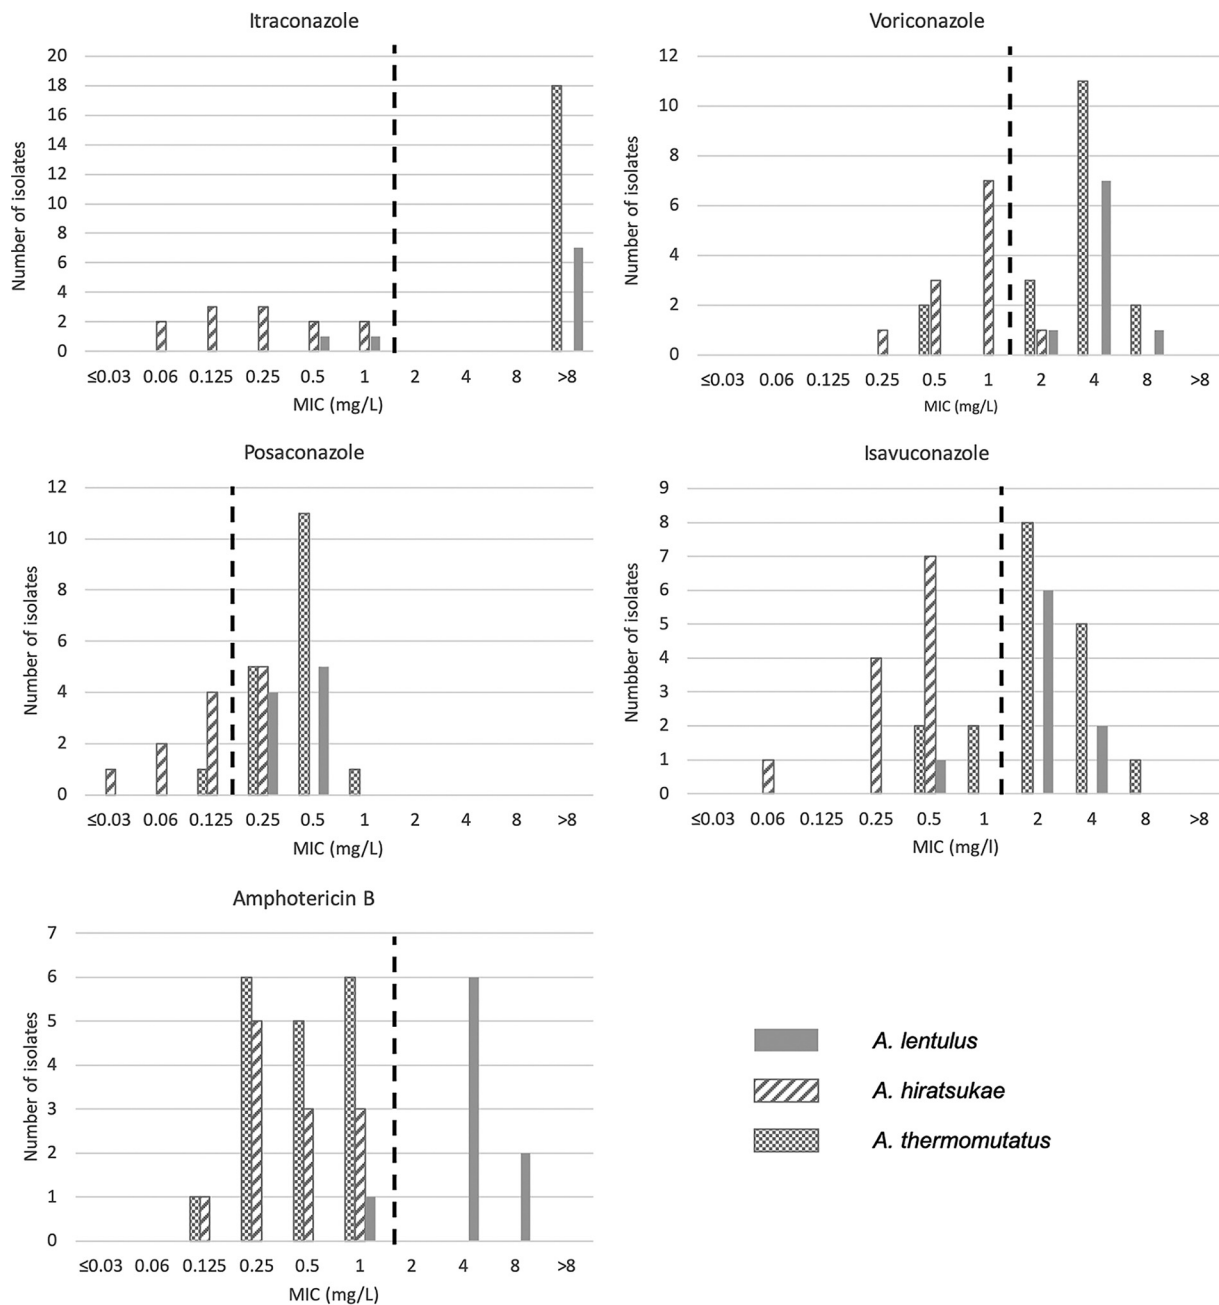 Itraconazole
20
18
16
14
12
10
8
6
4
2
0
Number of isolates
≤0.03 0.06 0.125 0.25 0.5 1 2 4 8 >8
MIC (mg/L)
Voriconazole
12
10
8
6
4
2
0
Number of isolates
≤0.03 0.06 0.125 0.25 0.5 1 2 4 8 >8
MIC (mg/L)
Posaconazole
12
10
8
6
4
2
0
Number of isolates
≤0.03 0.06 0.125 0.25 0.5 1 2 4 8 >8
MIC (mg/L)
Isavuconazole
9
8
7
6
5
4
3
2
1
0
Numbber of isolates
≤0.03 0.06 0.125 0.25 0.5 1 2 4 8 >8
MIC (mg/l)
Amphotericin B
7
6
5
4
3
2
1
0
Number of isolates
≤0.03 0.06 0.125 0.25 0.5 1 2 4 8 >8
MIC (mg/L)
A. lentulus
A. hiratsukae
A. thermomutatus